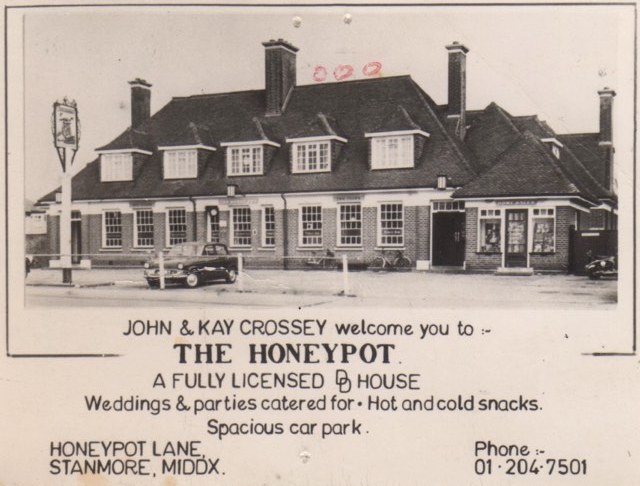 JOHN & KAY CROSSEY welcome you to :-
THE HONEYPOT.
A FULLY LICENSED DD HOUSE
Weddings & parties catered for • Hot and cold snacks.
Spacious car park.
HONEYPOT LANE,
STANMORE, MIDDX.
Phone :-
01 · 204 · 7501